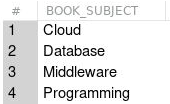 # BOOK_SUBJECT
1 Cloud
2 Database
3 Middleware
4 Programming